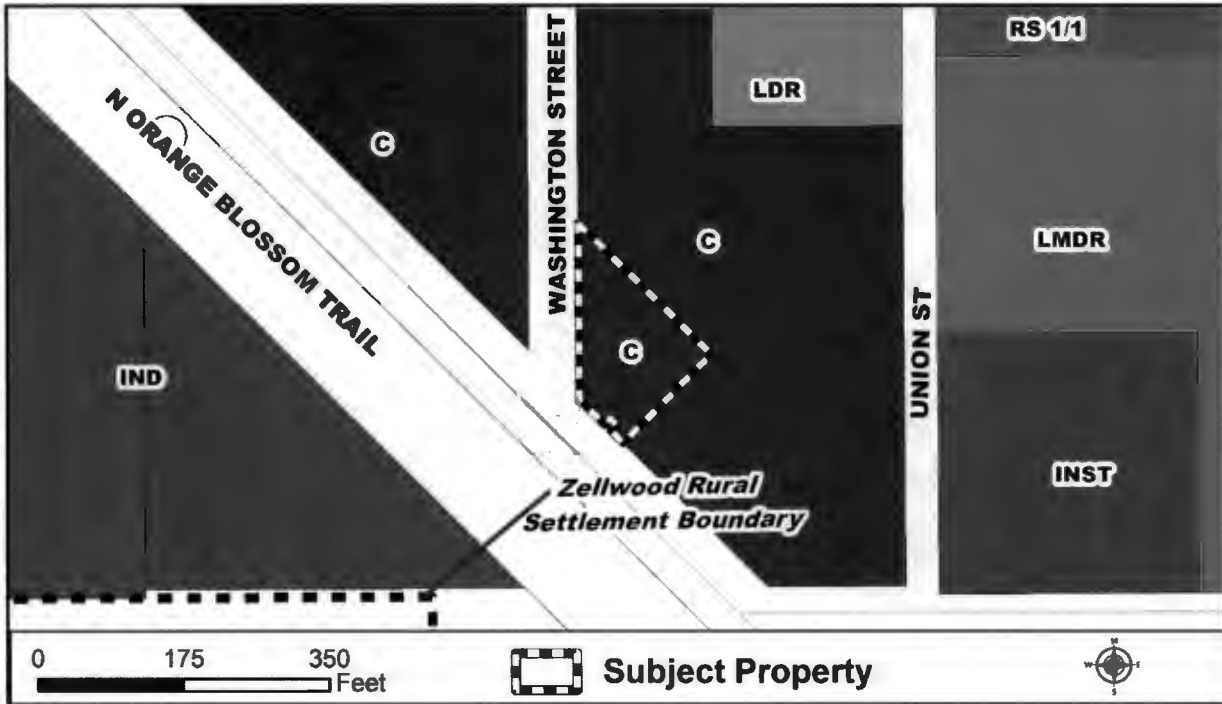 RS 1/1
LDR
C
WASHINGTON STREET
N ORANGE BLOSSOM TRAIL
C
LMDR
UNION ST
C
IND
INST
Zellwood Rural
Settlement Boundary
0 175 350
Feet
Subject Property
N
W E
S